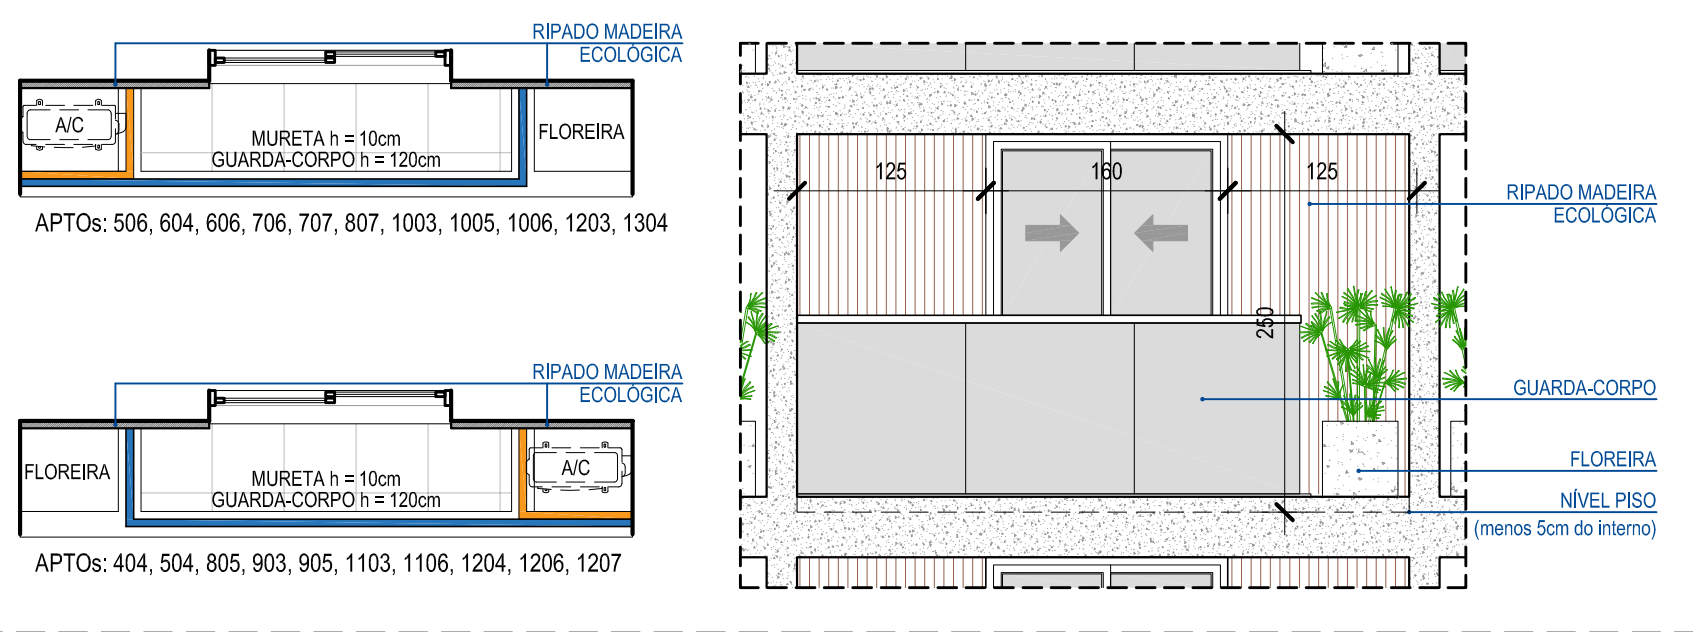 RIPADO MADEIRA
ECOLÓGICA
A/C
MURETA h = 10cm
GUARDA-CORPO h = 120cm
FLOREIRA
APTOs: 506, 604, 606, 706, 707, 807, 1003, 1005, 1006, 1203, 1304
RIPADO MADEIRA
ECOLÓGICA
FLOREIRA
MURETA h = 10cm
GUARDA-CORPO h = 120cm
A/C
APTOs: 404, 504, 805, 903, 905, 1103, 1106, 1204, 1206, 1207
125
160
125
250
RIPADO MADEIRA
ECOLÓGICA
GUARDA-CORPO
FLOREIRA
NÍVEL PISO
(menos 5cm do interno)